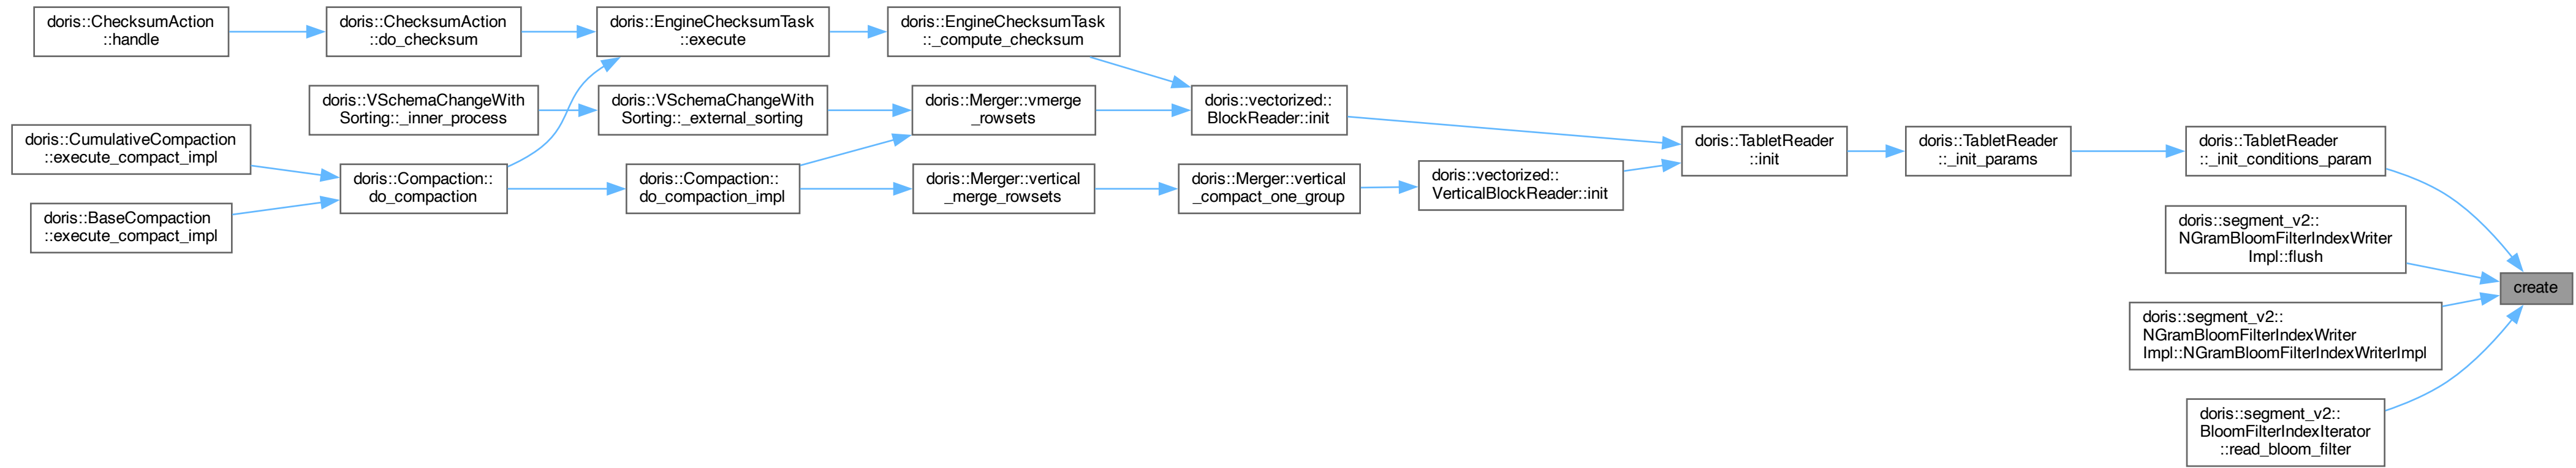 doris::ChecksumAction
::handle
doris::ChecksumAction
::do_checksum
doris::EngineChecksumTask
::execute
doris::EngineChecksumTask
::_compute_checksum
doris::VSchemaChangeWith
Sorting::_inner_process
doris::VSchemaChangeWith
Sorting::_external_sorting
doris::Merger::vmerge
_rowsets
doris::vectorized::
BlockReader::init
doris::CumulativeCompaction
::execute_compact_impl
doris::TabletReader
::init
doris::TabletReader
::_init_params
doris::TabletReader
::_init_conditions_param
doris::Compaction::
do_compaction
doris::Compaction::
do_compaction_impl
doris::Merger::vertical
_merge_rowsets
doris::Merger::vertical
_compact_one_group
doris::vectorized::
VerticalBlockReader::init
doris::BaseCompaction
::execute_compact_impl
doris::segment_v2::
NGramBloomFilterIndexWriter
Impl::flush
create
doris::segment_v2::
NGramBloomFilterIndexWriter
Impl::NGramBloomFilterIndexWriterImpl
doris::segment_v2::
BloomFilterIndexIterator
::read_bloom_filter